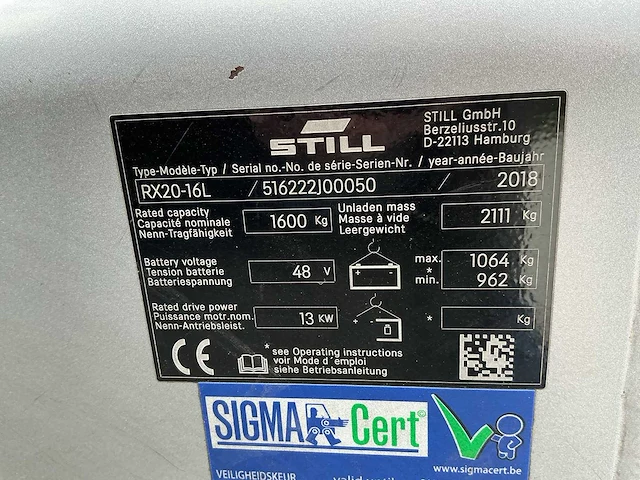 STILL
STILL GmbH
Berzeliusstr.10
D-22113 Hamburg
Type-Modèle-Typ / Serial no.-No. de série-Serien-Nr. / year-année-Baujahr
RX20-16L / 516222J00050 / 2018
Rated capacity
Capacité nominale
Nenn-Tragfähigkeit
1600 Kg
Unladen mass
Masse à vide
Leergewicht
2111 Kg
Battery voltage
Tension batterie
Batteriespannung
48 V
max. 1064 Kg
*
min. 962 Kg
Rated drive power
Puissance motr.nom.
Nenn-Antriebsleist.
13 KW
* Kg
CE
*see Operating instructions
voir Mode d'emploi
siehe Betriebsanleitung
SIGMA Cert©
www.sigmacert.be
VEILIGHEIDSKEUR